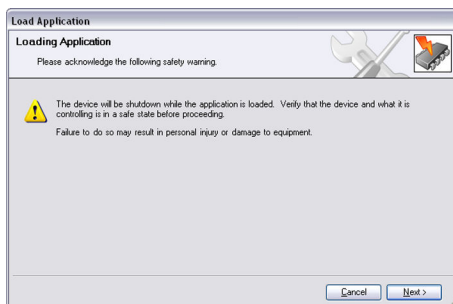 Load Application
Loading Application
Please acknowledge the following safety warning.
The device will be shutdown while the application is loaded. Verify that the device and what it is
controlling is in a safe state before proceeding.
Failure to do so may result in personal injury or damage to equipment.
Cancel
Next >